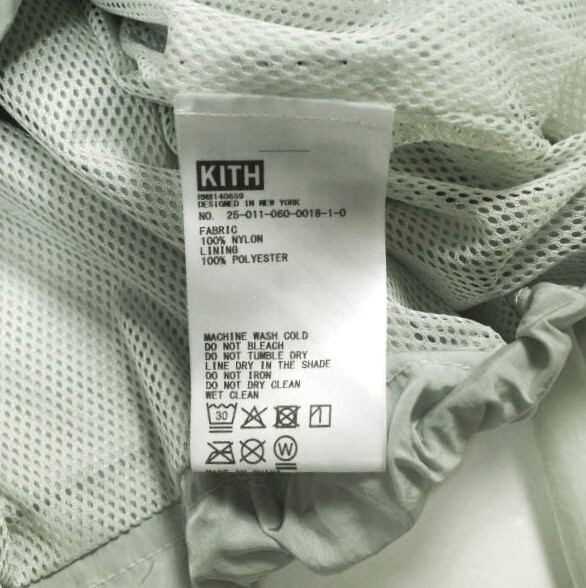 KITH
RN#140659
DESIGNED IN NEW YORK
NO. 25-011-060-0018-1-0
FABRIC
100% NYLON
LINING
100% POLYESTER
MACHINE WASH COLD
DO NOT BLEACH
DO NOT TUMBLE DRY
LINE DRY IN THE SHADE
DO NOT IRON
DO NOT DRY CLEAN
WET CLEAN
30
W